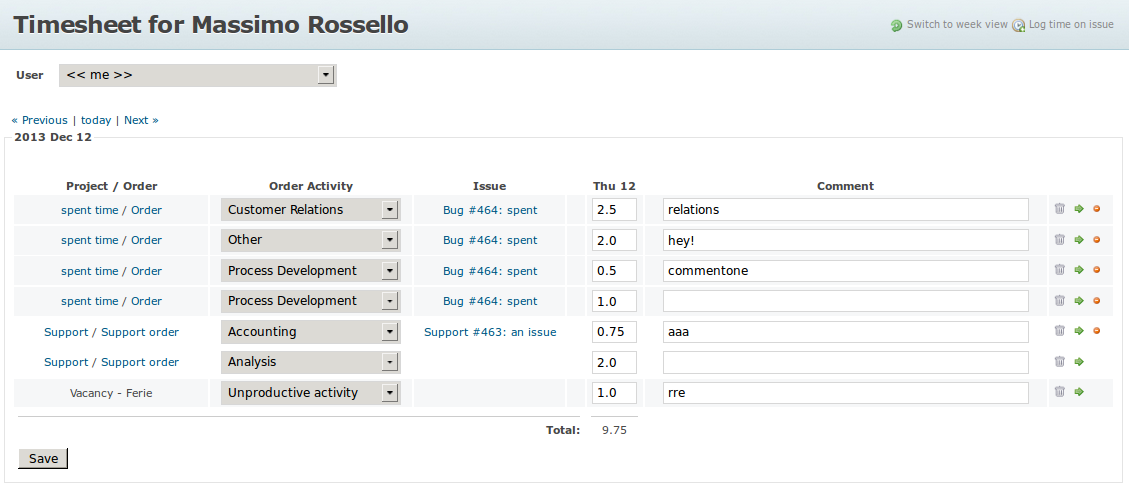 Timesheet for Massimo Rossello
Switch to week view Log time on issue
User << me >>
« Previous | today | Next »
2013 Dec 12
Project / Order Order Activity Issue Thu 12 Comment
spent time / Order Customer Relations Bug #464: spent 2.5 relations
spent time / Order Other Bug #464: spent 2.0 hey!
spent time / Order Process Development Bug #464: spent 0.5 commentone
spent time / Order Process Development Bug #464: spent 1.0
Support / Support order Accounting Support #463: an issue 0.75 aaa
Support / Support order Analysis 2.0
Vacancy - Ferie Unproductive activity 1.0 rre
Total: 9.75
Save